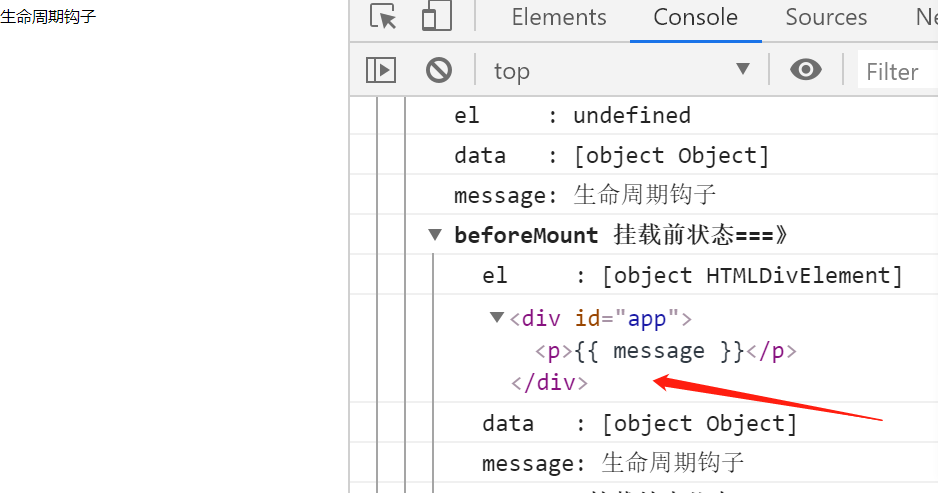 生命周期钩子
Elements Console Sources Ne
top Filter
el : undefined
data : [object Object]
message: 生命周期钩子
beforeMount 挂载前状态===》
el : [object HTMLDivElement]
<div id="app">
<p>{{ message }}</p>
</div>
data : [object Object]
message: 生命周期钩子